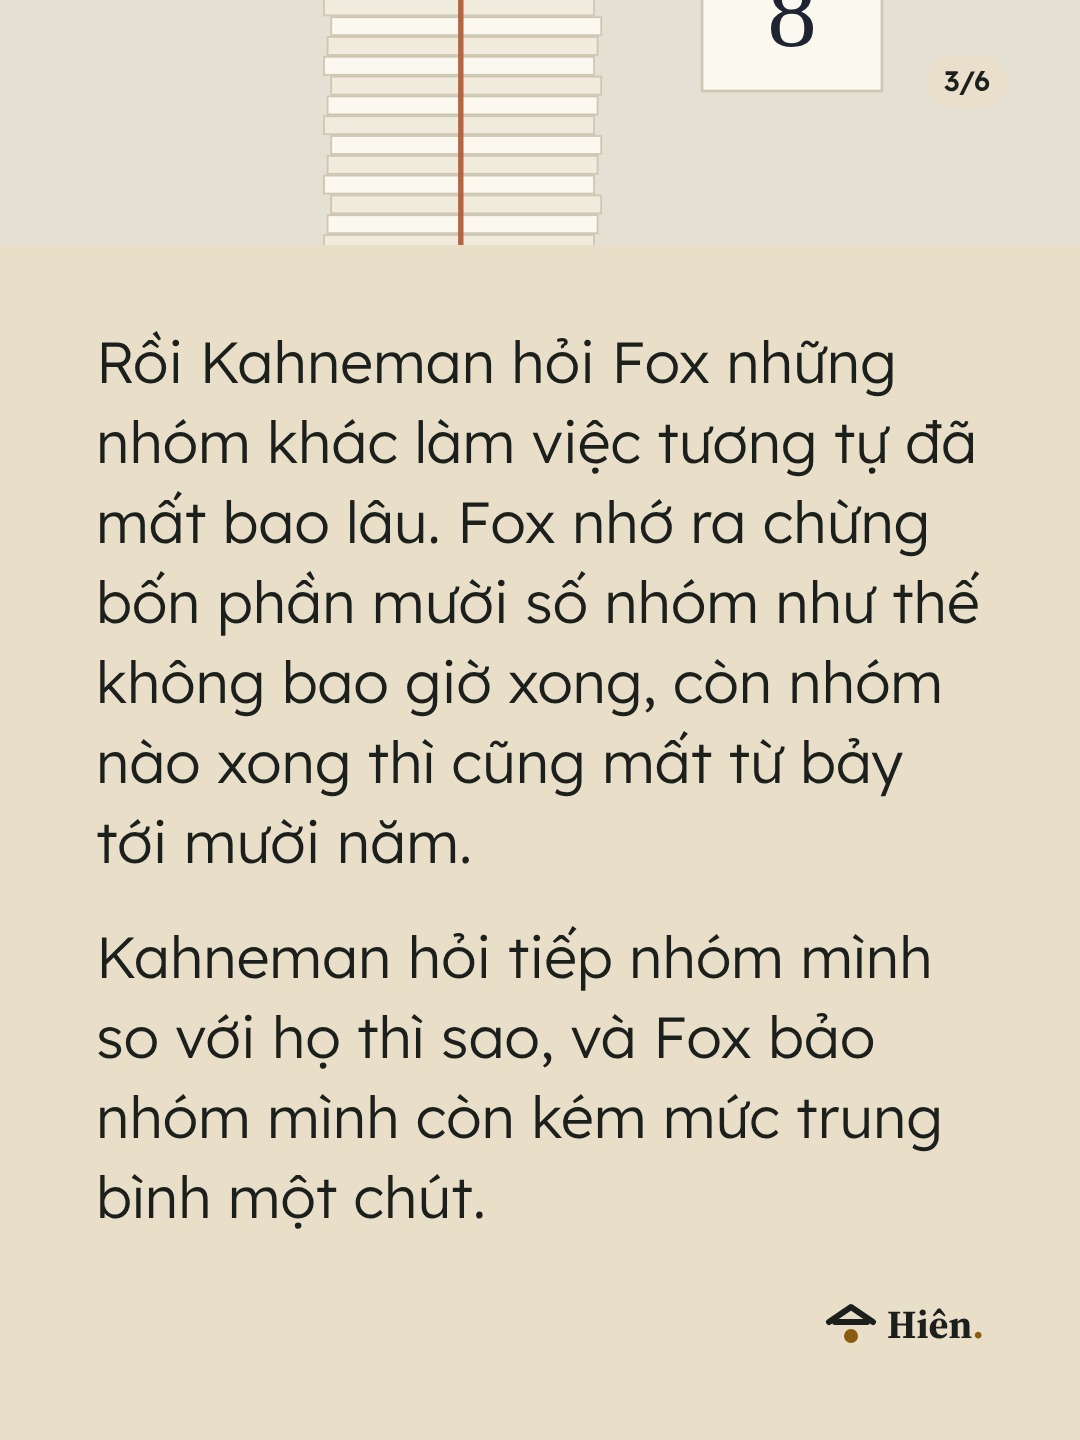 8
3/6
Rồi Kahneman hỏi Fox những
nhóm khác làm việc tương tự đã
mất bao lâu. Fox nhớ ra chừng
bốn phần mười số nhóm như thế
không bao giờ xong, còn nhóm
nào xong thì cũng mất từ bảy
tới mười năm.
Kahneman hỏi tiếp nhóm mình
so với họ thì sao, và Fox bảo
nhóm mình còn kém mức trung
bình một chút.
Hiên.